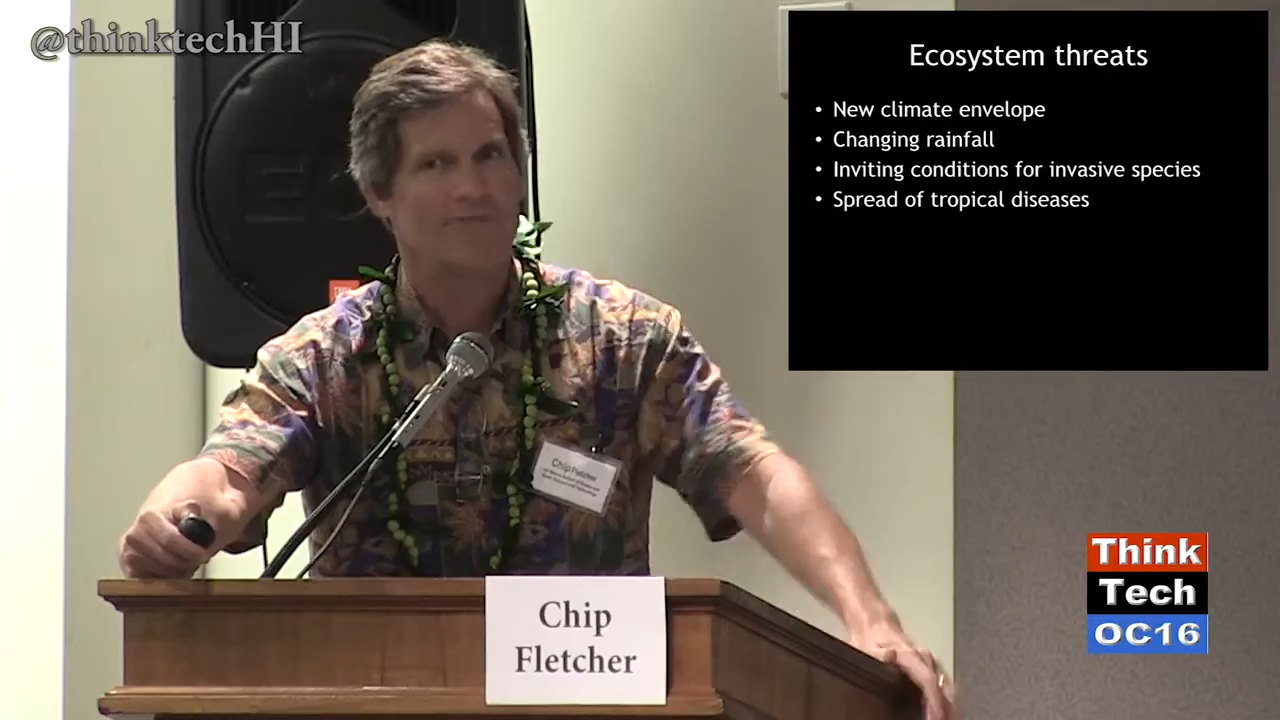 @thinktechHI
Ecosystem threats
• New climate envelope
• Changing rainfall
• Inviting conditions for invasive species
• Spread of tropical diseases
Chip Fletcher
Chip
Fletcher
Think
Tech
OC16